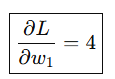 ∂L/∂w₁ = 4